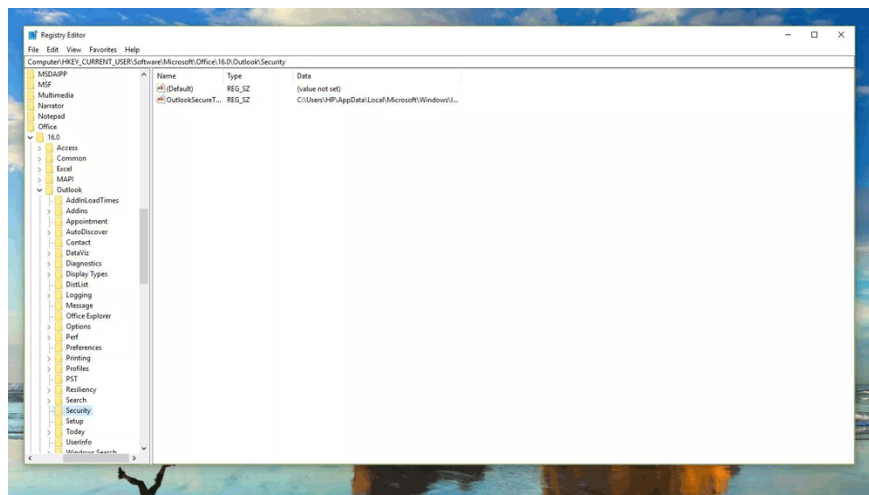 Registry Editor
File Edit View Favorites Help
Computer\HKEY_CURRENT_USER\Software\Microsoft\Office\16.0\Outlook\Security
MSDAIPP
MSF
Multimedia
Narrator
Notepad
Office
16.0
Access
Common
Excel
MAPI
Outlook
AddInLoadTimes
Addins
Appointment
AutoDiscover
Contact
DataViz
Diagnostics
Display Types
DistList
Logging
Message
Office Explorer
Options
Perf
Preferences
Printing
Profiles
PST
Resiliency
Search
Security
Setup
Today
UserInfo
Windows Search
Name Type Data
(Default) REG_SZ (value not set)
OutlookSecureT... REG_SZ C:\Users\HP\AppData\Local\Microsoft\Windows\I...